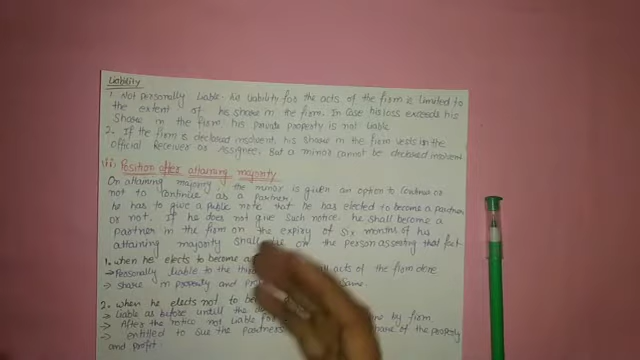 Liability
1. Not personally liable. his liability for the acts of the firm is limited to
the extent of his share in the firm. In case his loss exceeds his
share in the firm, his private property is not liable.
2. If the firm is declared insolvent, his share in the firm vests in the
official Receiver or Assignee. But a minor cannot be declared insolvent
(ii) Position after attaining majority
On attaining majority, the minor is given an option to continue or
not to continue as a partner.
he has to give a public note that he has elected to become a partner
or not. If he does not give such notice, he shall become a
partner in the firm on the expiry of six months of his
attaining majority shall lie on the person asserting that fact
1. when he elects to become a
→ Personally liable to the all acts of the firm done
→ share in property and same.
2. when he elects not to
→ liable as before untill the by firm
→ After the notice not liable for
→ entitled to sue the partners share of the property
and profit.